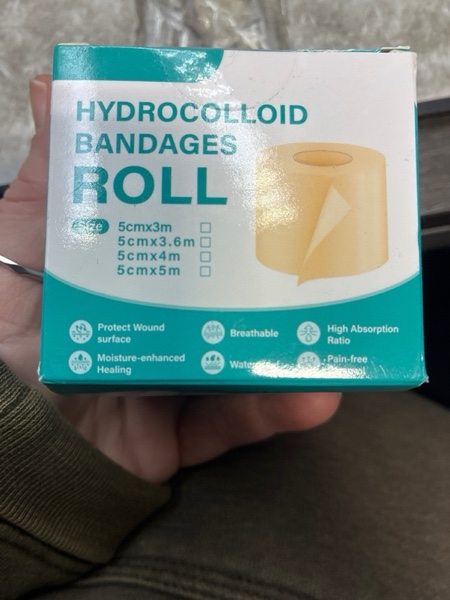 HYDROCOLLOID
BANDAGES
ROLL
Size
5cmx3m
5cmx3.6m
5cmx4m
5cmx5m
Protect Wound
surface
Breathable
High Absorption
Ratio
Moisture-enhanced
Healing
Pain-free